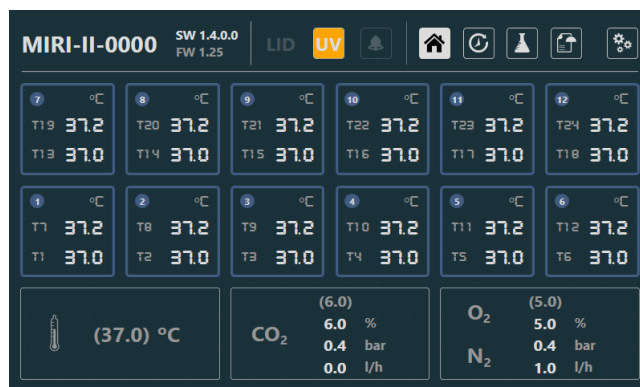 MIRI-II-0000 SW 1.4.0.0 LID UV
FW 1.25
7 °C 8 °C 9 °C 10 °C 11 °C 12 °C
T19 37.2 T20 37.2 T21 37.2 T22 37.2 T23 37.2 T24 37.2
T13 37.0 T14 37.0 T15 37.0 T16 37.0 T17 37.0 T18 37.0
1 °C 2 °C 3 °C 4 °C 5 °C 6 °C
T7 37.2 T8 37.2 T9 37.2 T10 37.2 T11 37.2 T12 37.2
T1 37.0 T2 37.0 T3 37.0 T4 37.0 T5 37.0 T6 37.0
(37.0) °C
(6.0)
CO₂ 6.0 %
0.4 bar
0.0 l/h
(5.0)
O₂ 5.0 %
N₂ 0.4 bar
1.0 l/h